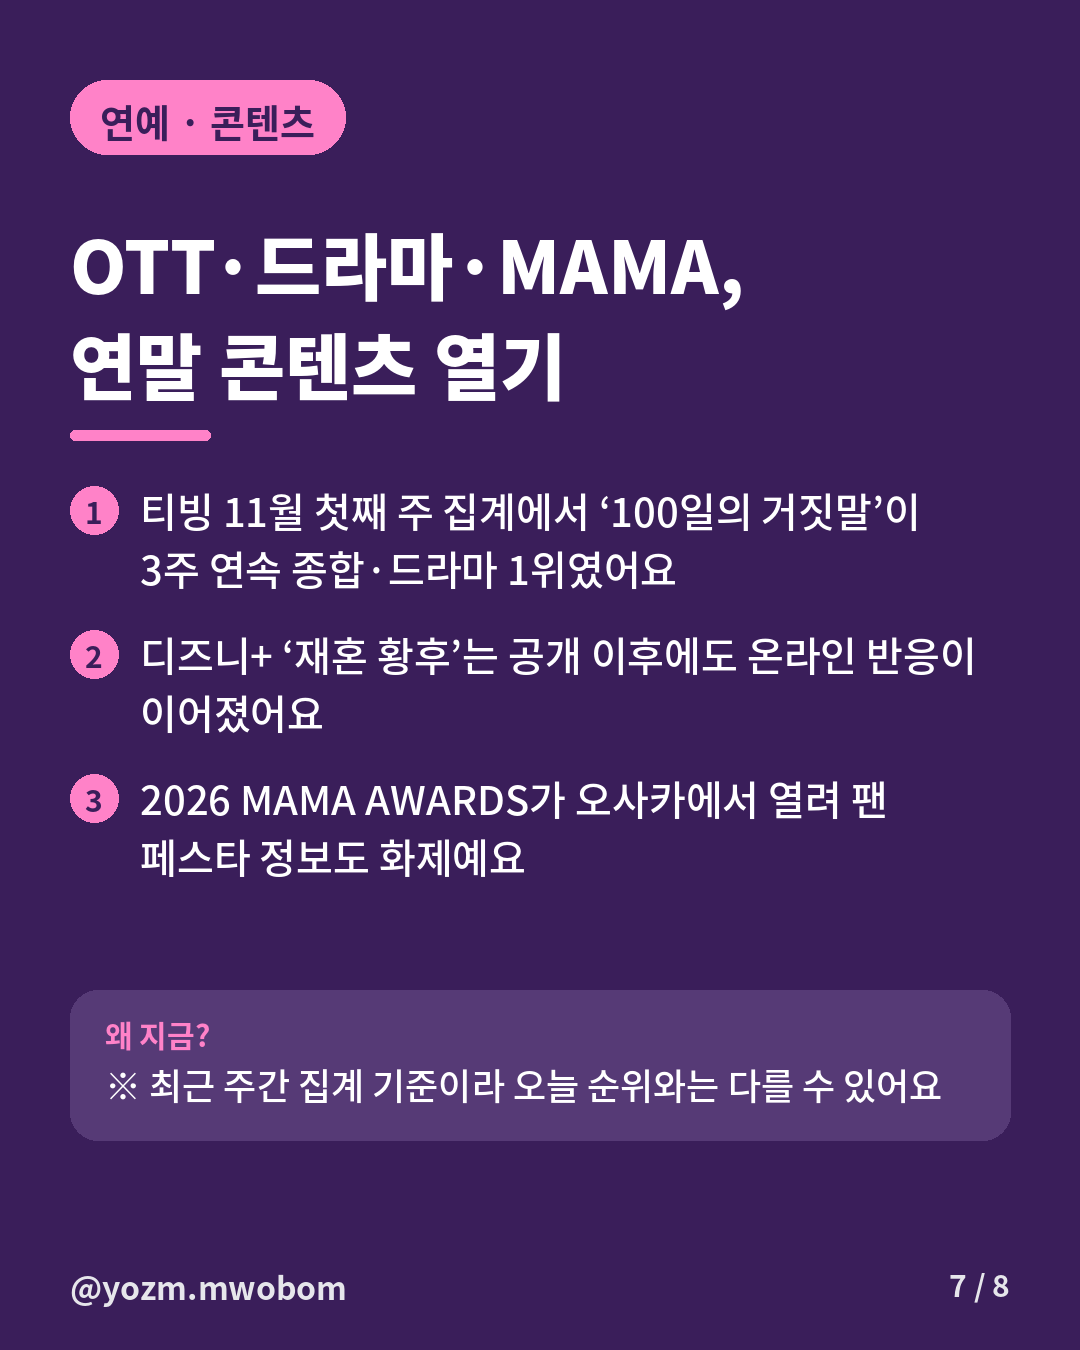 연예 · 콘텐츠
OTT·드라마·MAMA,
연말 콘텐츠 열기
1 티빙 11월 첫째 주 집계에서 ‘100일의 거짓말’이
3주 연속 종합·드라마 1위였어요
2 디즈니+ ‘재혼 황후’는 공개 이후에도 온라인 반응이
이어졌어요
3 2026 MAMA AWARDS가 오사카에서 열려 팬
페스타 정보도 화제예요
왜 지금?
※ 최근 주간 집계 기준이라 오늘 순위와는 다를 수 있어요
@yozm.mwobom
7 / 8